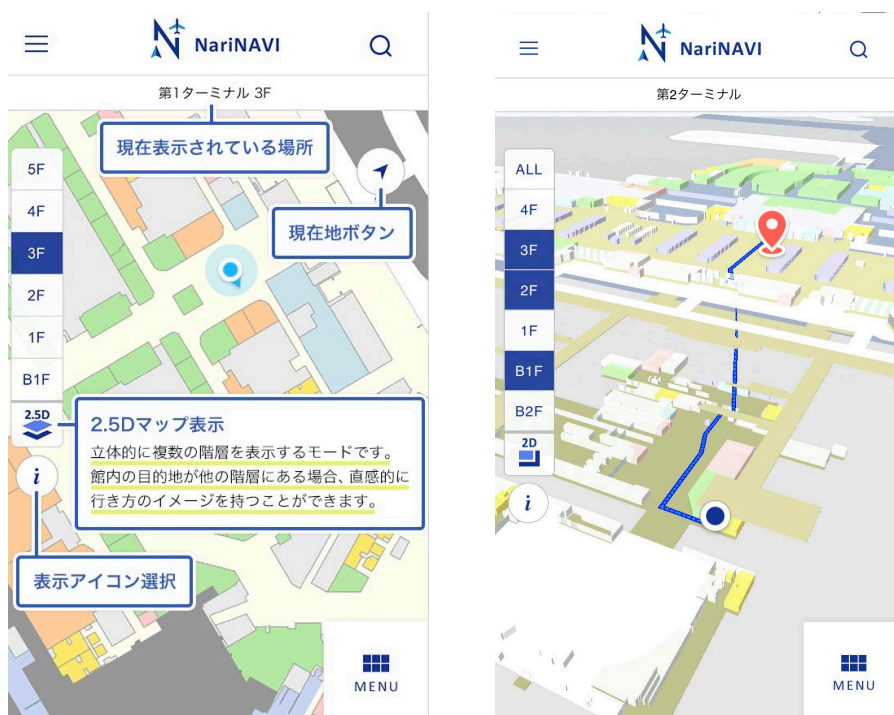 NariNAVI
第1ターミナル 3F
現在表示されている場所
5F
4F
3F
2F
1F
B1F
2.5D
現在地ボタン
2.5Dマップ表示
立体的に複数の階層を表示するモードです。
館内の目的地が他の階層にある場合、直感的に
行き方のイメージを持つことができます。
i
表示アイコン選択
MENU
NariNAVI
第2ターミナル
ALL
4F
3F
2F
1F
B1F
B2F
2D
i
MENU